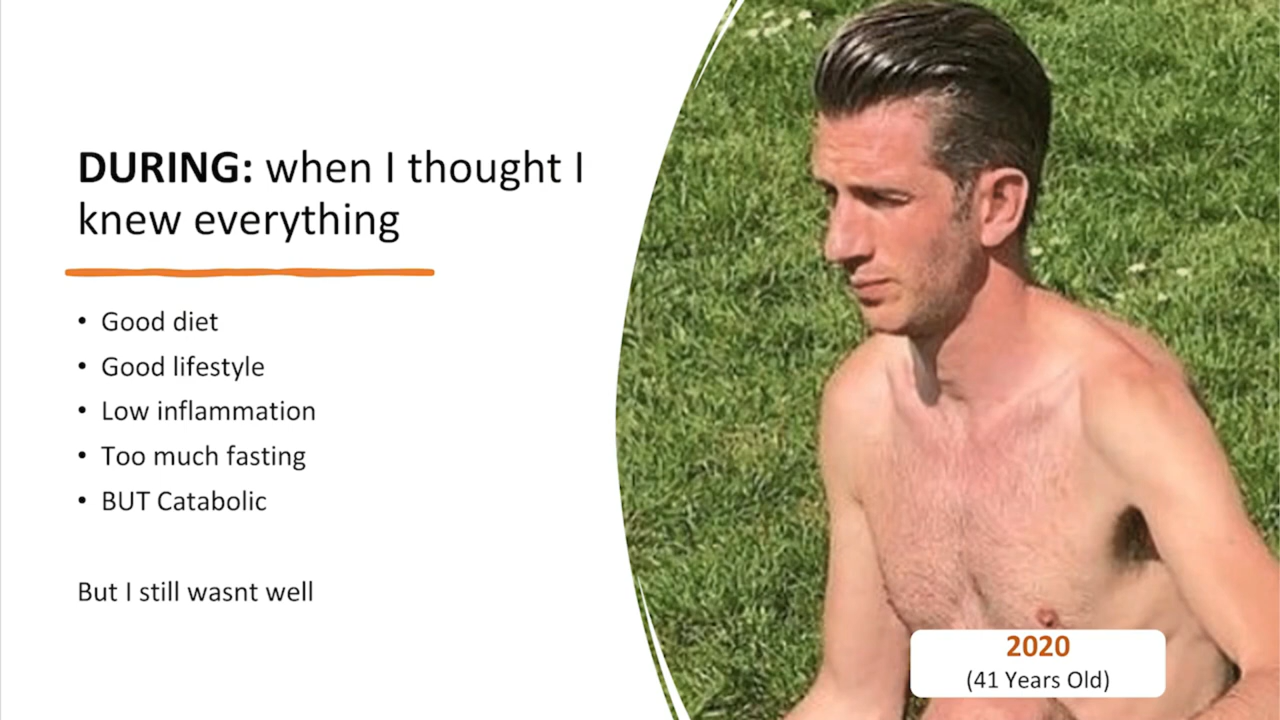 DURING: when I thought I
knew everything
• Good diet
• Good lifestyle
• Low inflammation
• Too much fasting
• BUT Catabolic
But I still wasnt well
2020
(41 Years Old)